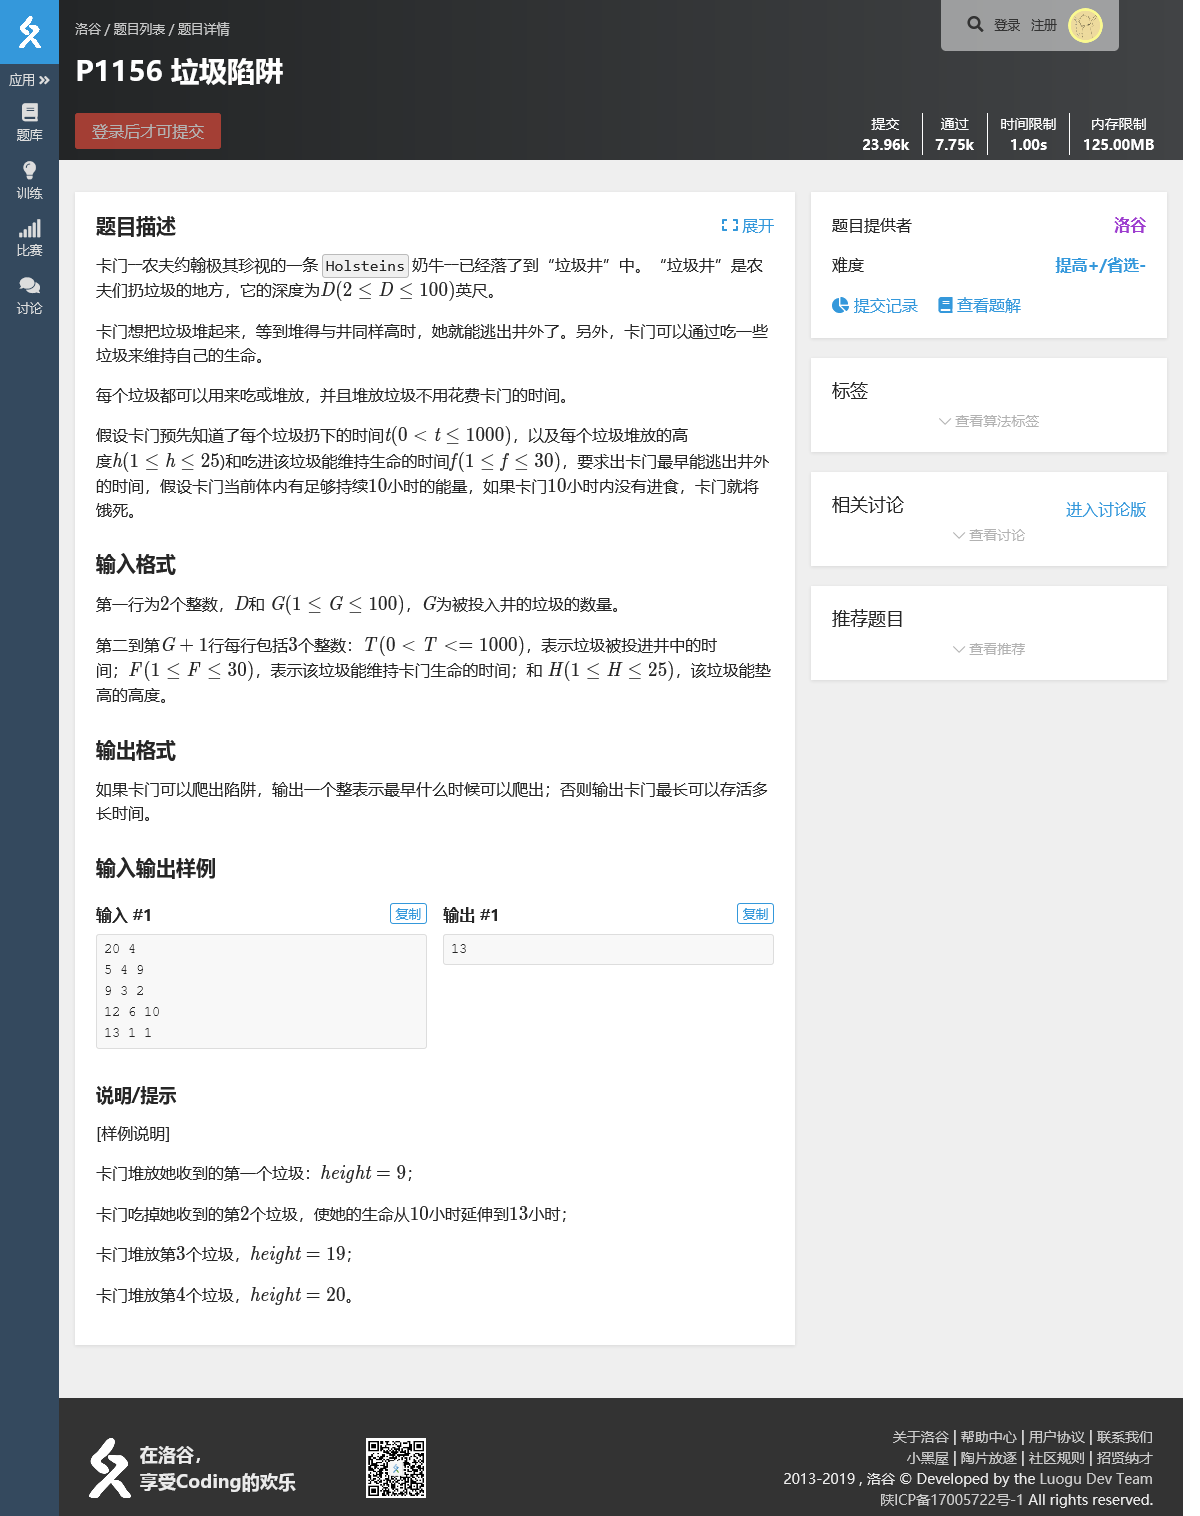 洛谷 / 题目列表 / 题目详情
登录 注册
P1156 垃圾陷阱
登录后才可提交
提交
23.96k
通过
7.75k
时间限制
1.00s
内存限制
125.00MB
应用
题库
训练
比赛
讨论
题目描述
展开
卡门——农夫约翰极其珍视的一条 Holsteins 奶牛——已经落了到“垃圾井”中。“垃圾井”是农
夫们扔垃圾的地方，它的深度为D(2 ≤ D ≤ 100)英尺。
卡门想把垃圾堆起来，等到堆得与井同样高时，她就能逃出井外了。另外，卡门可以通过吃一些
垃圾来维持自己的生命。
每个垃圾都可以用来吃或堆放，并且堆放垃圾不用花费卡门的时间。
假设卡门预先知道了每个垃圾扔下的时间t(0 < t ≤ 1000)，以及每个垃圾堆放的高
度h(1 ≤ h ≤ 25)和吃进该垃圾能维持生命的时间f(1 ≤ f ≤ 30)，要求出卡门最早能逃出井外
的时间，假设卡门当前体内有足够持续10小时的能量，如果卡门10小时内没有进食，卡门就将
饿死。
输入格式
第一行为2个整数，D和 G(1 ≤ G ≤ 100)，G为被投入井的垃圾的数量。
第二到第G + 1行每行包括3个整数：T(0 < T <= 1000)，表示垃圾被投进井中的时
间；F(1 ≤ F ≤ 30)，表示该垃圾能维持卡门生命的时间；和 H(1 ≤ H ≤ 25)，该垃圾能垫
高的高度。
输出格式
如果卡门可以爬出陷阱，输出一个整表示最早什么时候可以爬出；否则输出卡门最长可以存活多
长时间。
输入输出样例
输入 #1
复制
20 4
5 4 9
9 3 2
12 6 10
13 1 1
输出 #1
复制
13
说明/提示
[样例说明]
卡门堆放她收到的第一个垃圾：height = 9；
卡门吃掉她收到的第2个垃圾，使她的生命从10小时延伸到13小时；
卡门堆放第3个垃圾，height = 19；
卡门堆放第4个垃圾，height = 20。
题目提供者
洛谷
难度
提高+/省选-
提交记录 查看题解
标签
查看算法标签
相关讨论
进入讨论版
查看讨论
推荐题目
查看推荐
在洛谷，
享受Coding的欢乐
关于洛谷 | 帮助中心 | 用户协议 | 联系我们
小黑屋 | 陶片放逐 | 社区规则 | 招贤纳才
2013-2019 , 洛谷 © Developed by the Luogu Dev Team
陕ICP备17005722号-1 All rights reserved.